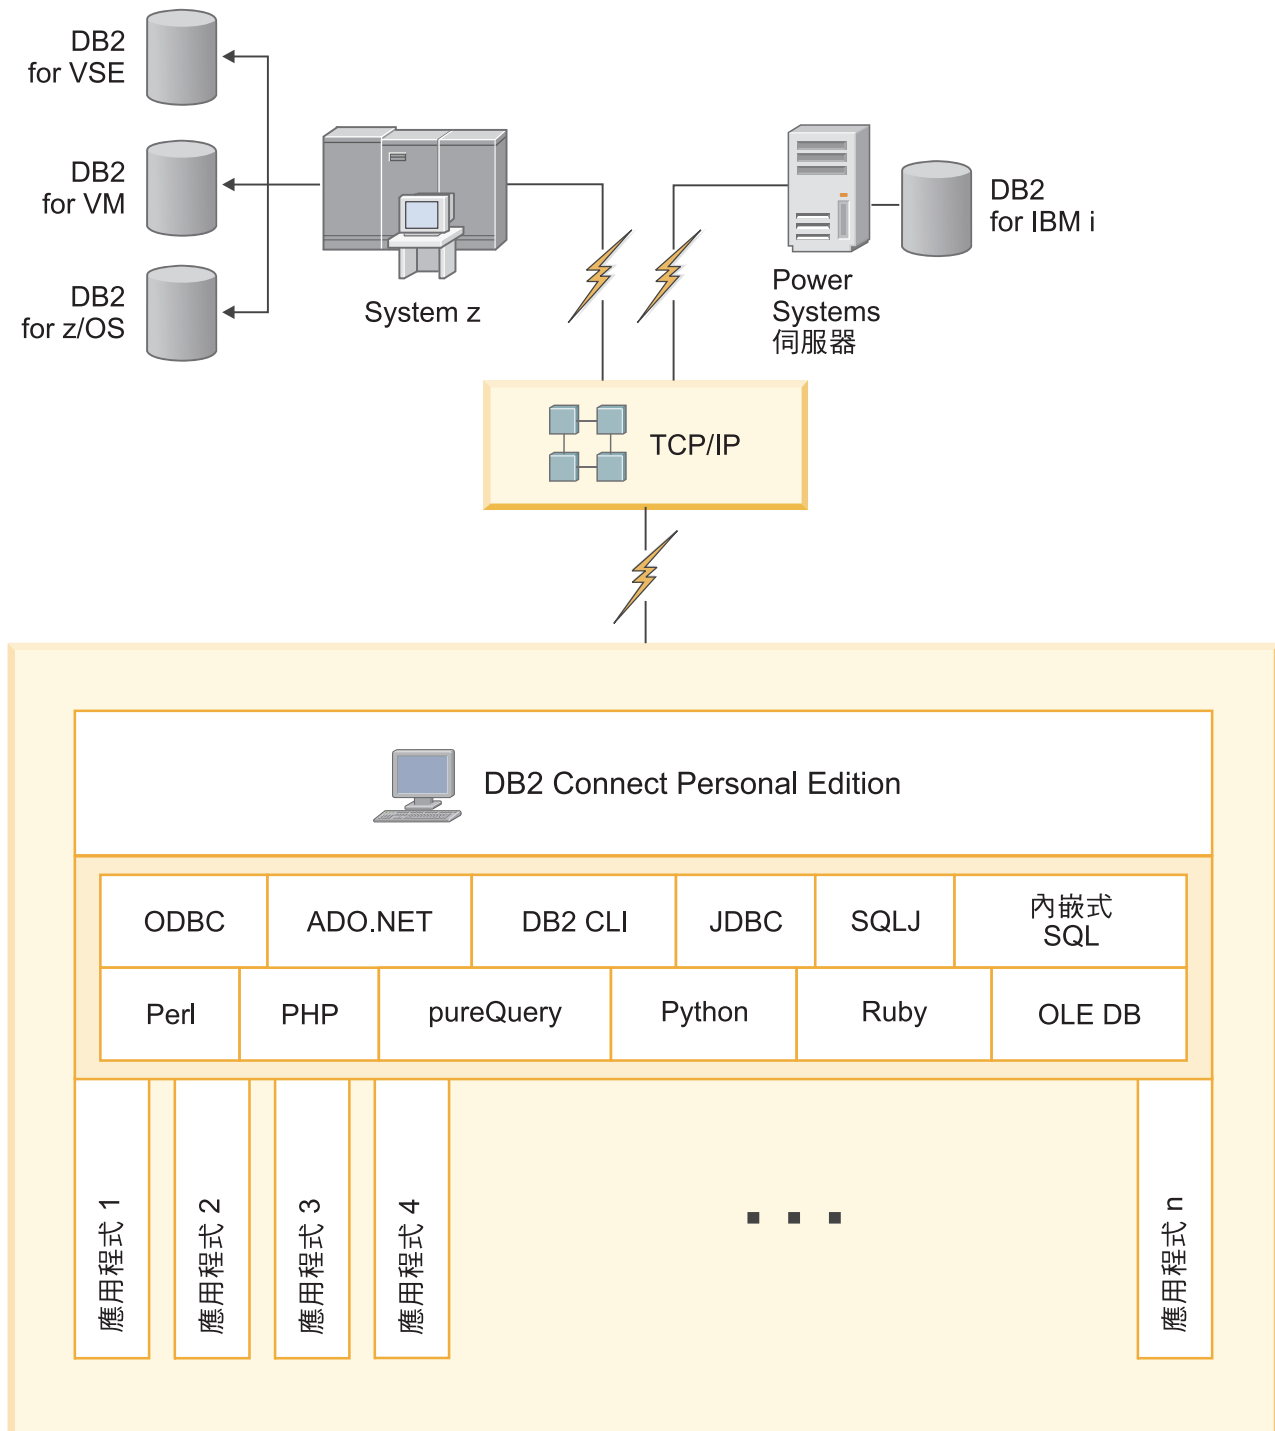 DB2
for VSE
DB2
for VM
DB2
for z/OS
System z
Power
Systems
伺服器
DB2
for IBM i
TCP/IP
DB2 Connect Personal Edition
ODBC
ADO.NET
DB2 CLI
JDBC
SQLJ
內嵌式
SQL
Perl
PHP
pureQuery
Python
Ruby
OLE DB
應用程式 1
應用程式 2
應用程式 3
應用程式 4
應用程式 n